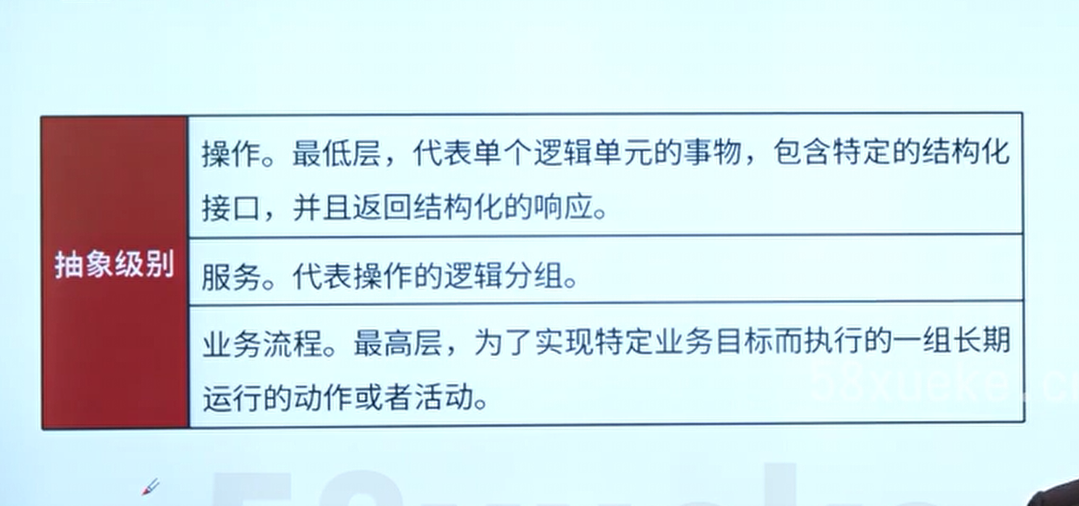 抽象级别
操作。最低层，代表单个逻辑单元的事物，包含特定的结构化
接口，并且返回结构化的响应。
服务。代表操作的逻辑分组。
业务流程。最高层，为了实现特定业务目标而执行的一组长期
运行的动作或者活动。
58xueke.c